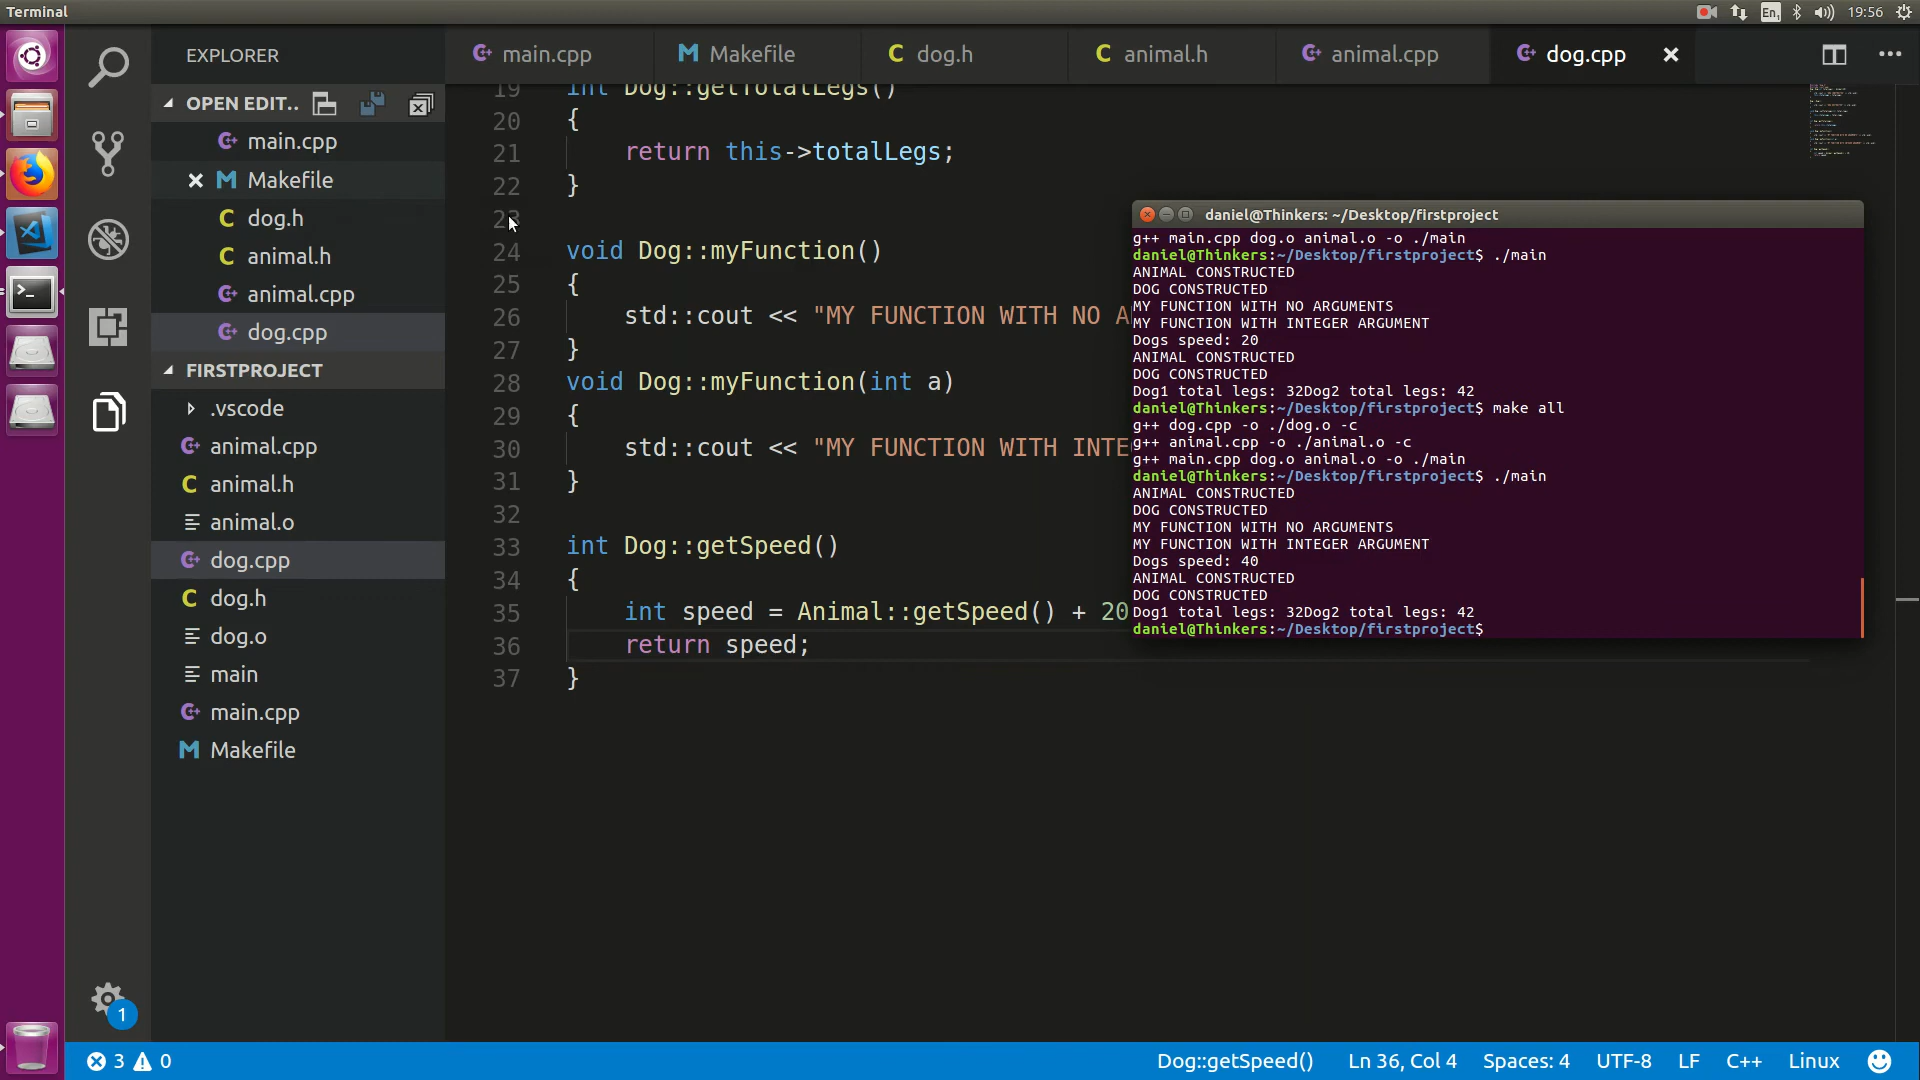 Terminal
En1
19:56
EXPLORER
OPEN EDIT..
main.cpp
Makefile
dog.h
animal.h
animal.cpp
dog.cpp
FIRSTPROJECT
.vscode
animal.cpp
animal.h
animal.o
dog.cpp
dog.h
dog.o
main
main.cpp
Makefile
1
main.cpp
Makefile
dog.h
animal.h
animal.cpp
dog.cpp
19 int Dog::getTotalLegs()
20 {
21 return this->totalLegs;
22 }
23
24 void Dog::myFunction()
25 {
26 std::cout << "MY FUNCTION WITH NO A
27 }
28 void Dog::myFunction(int a)
29 {
30 std::cout << "MY FUNCTION WITH INTE
31 }
32
33 int Dog::getSpeed()
34 {
35 int speed = Animal::getSpeed() + 20
36 return speed;
37 }
daniel@Thinkers: ~/Desktop/firstproject
g++ main.cpp dog.o animal.o -o ./main
daniel@Thinkers:~/Desktop/firstproject$ ./main
ANIMAL CONSTRUCTED
DOG CONSTRUCTED
MY FUNCTION WITH NO ARGUMENTS
MY FUNCTION WITH INTEGER ARGUMENT
Dogs speed: 20
ANIMAL CONSTRUCTED
DOG CONSTRUCTED
Dog1 total legs: 32Dog2 total legs: 42
daniel@Thinkers:~/Desktop/firstproject$ make all
g++ dog.cpp -o ./dog.o -c
g++ animal.cpp -o ./animal.o -c
g++ main.cpp dog.o animal.o -o ./main
daniel@Thinkers:~/Desktop/firstproject$ ./main
ANIMAL CONSTRUCTED
DOG CONSTRUCTED
MY FUNCTION WITH NO ARGUMENTS
MY FUNCTION WITH INTEGER ARGUMENT
Dogs speed: 40
ANIMAL CONSTRUCTED
DOG CONSTRUCTED
Dog1 total legs: 32Dog2 total legs: 42
daniel@Thinkers:~/Desktop/firstproject$
3 0
Dog::getSpeed() Ln 36, Col 4 Spaces: 4 UTF-8 LF C++ Linux